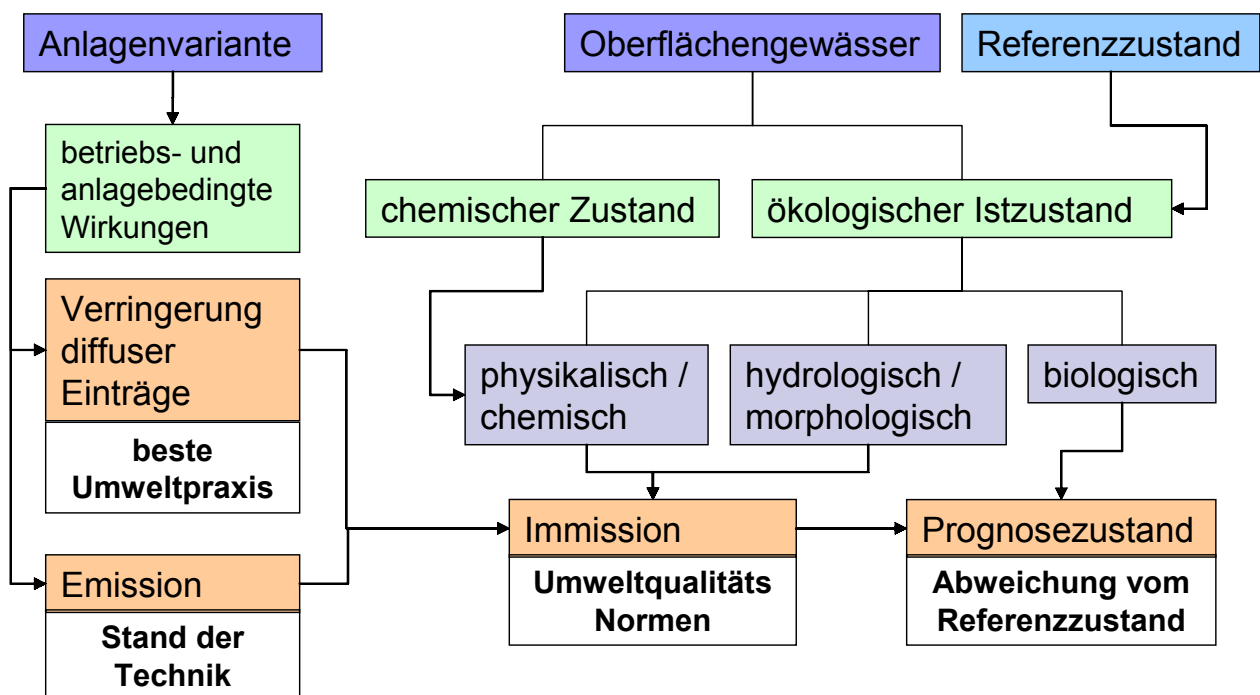 Anlagenvariante
Oberflächengewässer
Referenzzustand
betriebs- und
anlagebedingte
Wirkungen
chemischer Zustand
ökologischer Istzustand
Verringerung
diffuser
Einträge
beste
Umweltpraxis
physikalisch /
chemisch
hydrologisch /
morphologisch
biologisch
Emission
Stand der
Technik
Immission
Umweltqualitäts
Normen
Prognosezustand
Abweichung vom
Referenzzustand